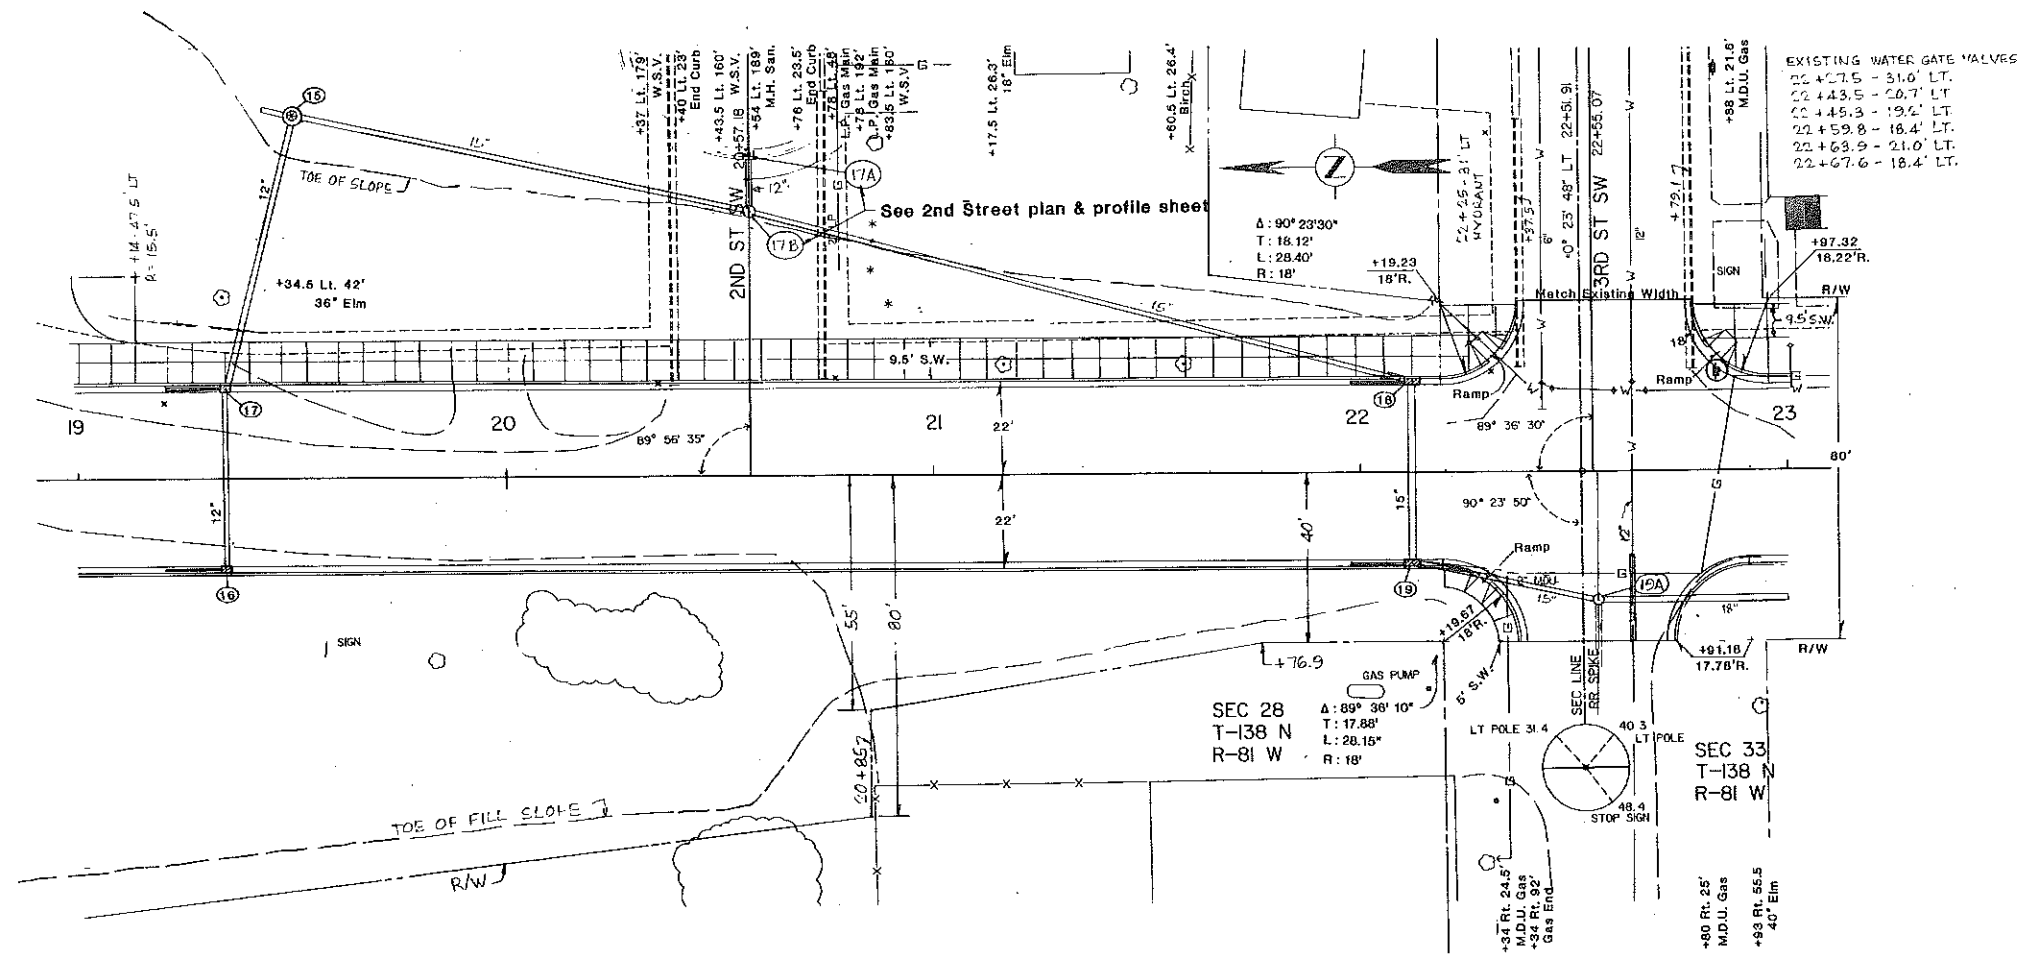 +37 Lt. 179'
W.S.V.
+40 Lt. 23'
End Curb
+43.5 Lt. 160'
W.S.V.
20+57.18
+54 Lt. 189'
M.H. San.
+76 Lt. 23.5'
End Curb
+78 Lt. 48'
L.P. Gas Main
+78 Lt. 192'
L.P. Gas Main
+83.5 Lt. 160'
W.S.V.
G
+17.5 Lt. 26.3'
18" Elm
+60.5 Lt. 26.4'
Birch
+88 Lt. 21.6'
M.D.U. Gas
EXISTING WATER GATE VALVES
22+27.5 - 31.0' LT.
22+43.5 - 20.7' LT
22+45.3 - 19.2' LT.
22+59.8 - 18.4' LT.
22+63.9 - 21.0' LT.
22+67.6 - 18.4' LT.
15
TOE OF SLOPE
12"
+14-47.5 LT
R=15.5'
+34.5 Lt. 42'
36" Elm
2ND ST SW
12"
17A
17B
See 2nd Street plan & profile sheet
Z
Δ: 90° 23'30"
T: 18.12'
L: 28.40'
R: 18'
22+25-31' LT
HYDRANT
+37.5
6"
+0° 23' 48" LT 22+51.91
3RD ST SW 22+55.07
12"
+79.1
+19.23
18'R.
Match Existing Width
SIGN
+97.32
18.22'R.
R/W
9.5' S.W.
18'
15"
9.5' S.W.
17
18
Ramp
Ramp
19
20
21
22
23
89° 56' 35"
22'
89° 36' 30"
80'
12"
22'
15"
40'
90° 23' 50"
12"
G
Ramp
2" MDU
15"
19A
18"
16
19
55'
80'
SIGN
+19.67
18'R.
+91.18
17.78'R.
R/W
+76.9
GAS PUMP
5' S.W.
SEC LINE
RR SPIKE
SEC 28
T-138 N
R-81 W
Δ: 89° 36' 10"
T: 17.88'
L: 28.15"
R: 18'
LT POLE 31.4
40.3
LT POLE
48.4
STOP SIGN
SEC 33
T-138 N
R-81 W
20+85.7
TOE OF FILL SLOPE
R/W
+34 Rt. 24.5'
M.D.U. Gas
+34 Rt. 92'
Gas End
+80 Rt. 25'
M.D.U. Gas
+93 Rt. 55.5
40" Elm